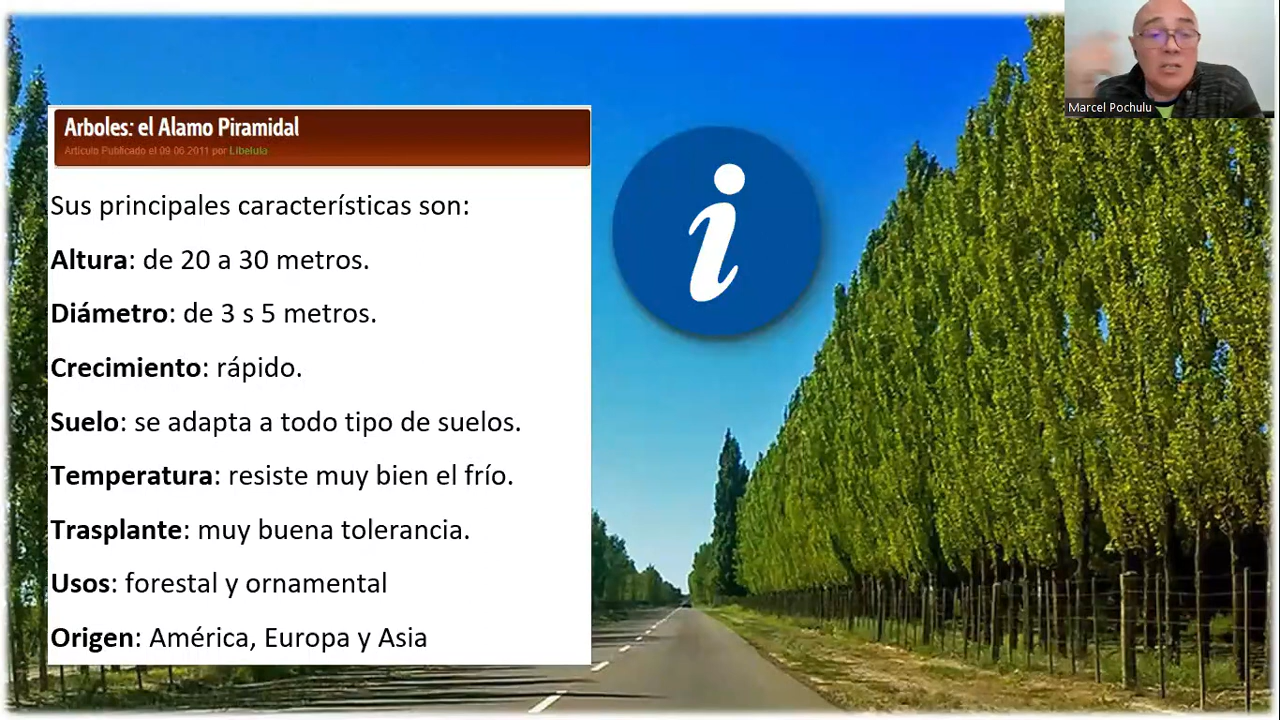 Arboles: el Alamo Piramidal
Artículo Publicado el 09.06.2011 por Libelula
Sus principales características son:
Altura: de 20 a 30 metros.
Diámetro: de 3 s 5 metros.
Crecimiento: rápido.
Suelo: se adapta a todo tipo de suelos.
Temperatura: resiste muy bien el frío.
Trasplante: muy buena tolerancia.
Usos: forestal y ornamental
Origen: América, Europa y Asia
i
Marcel Pochulu